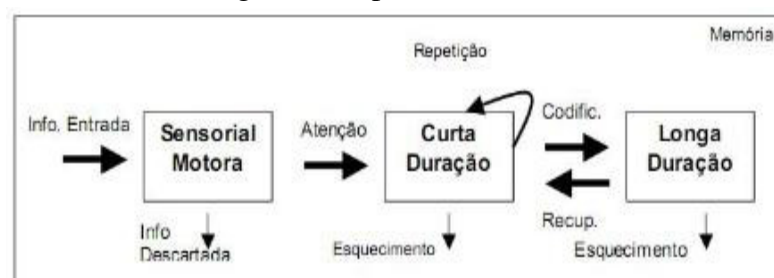 Memória
Repetição
Info. Entrada
Sensorial
Motora
Atenção
Curta
Duração
Codific.
Longa
Duração
Recup.
Info
Descartada
Esquecimento
Esquecimento